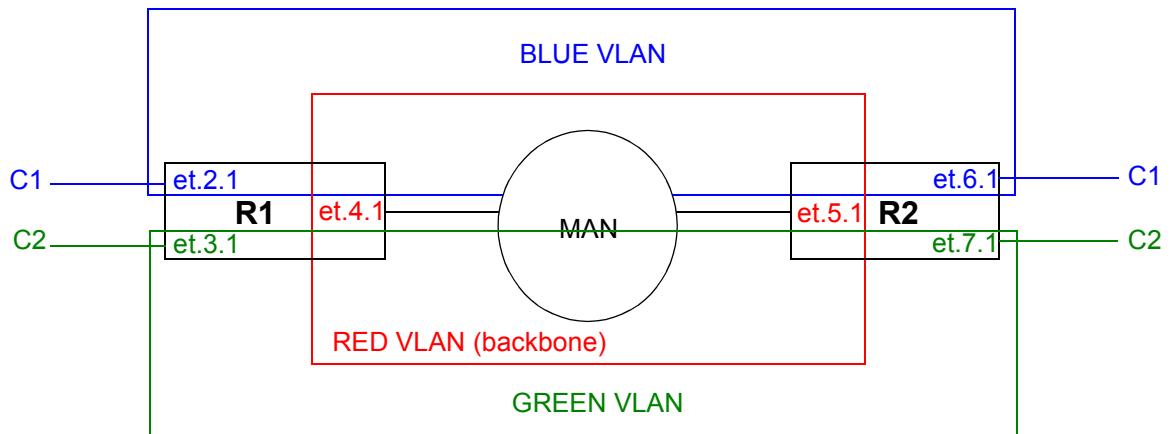 BLUE VLAN
C1
et.2.1
et.6.1
C1
R1
et.4.1
MAN
et.5.1
R2
C2
et.3.1
et.7.1
C2
RED VLAN (backbone)
GREEN VLAN